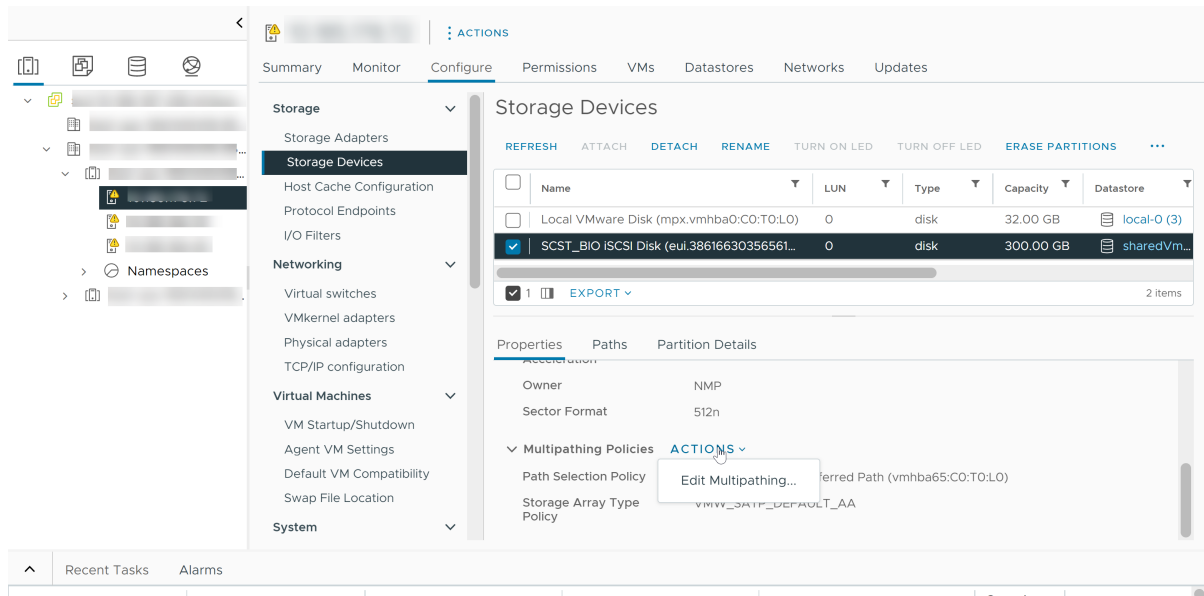 ACTIONS
Summary Monitor Configure Permissions VMs Datastores Networks Updates
Namespaces
Storage
Storage Adapters
Storage Devices
Host Cache Configuration
Protocol Endpoints
I/O Filters
Networking
Virtual switches
VMkernel adapters
Physical adapters
TCP/IP configuration
Virtual Machines
VM Startup/Shutdown
Agent VM Settings
Default VM Compatibility
Swap File Location
System
Storage Devices
REFRESH ATTACH DETACH RENAME TURN ON LED TURN OFF LED ERASE PARTITIONS ...
Name LUN Type Capacity Datastore
Local VMware Disk (mpx.vmhba0:C0:T0:L0) 0 disk 32.00 GB local-0 (3)
SCST_BIO iSCSI Disk (eui.38616630356561... 0 disk 300.00 GB sharedVm...
1 EXPORT 2 items
Properties Paths Partition Details
Acceleration
Owner NMP
Sector Format 512n
Multipathing Policies ACTIONS
Edit Multipathing...
Path Selection Policy ferred Path (vmhba65:C0:T0:L0)
Storage Array Type Policy VMW_SATP_DEFAULT_AA
Recent Tasks Alarms